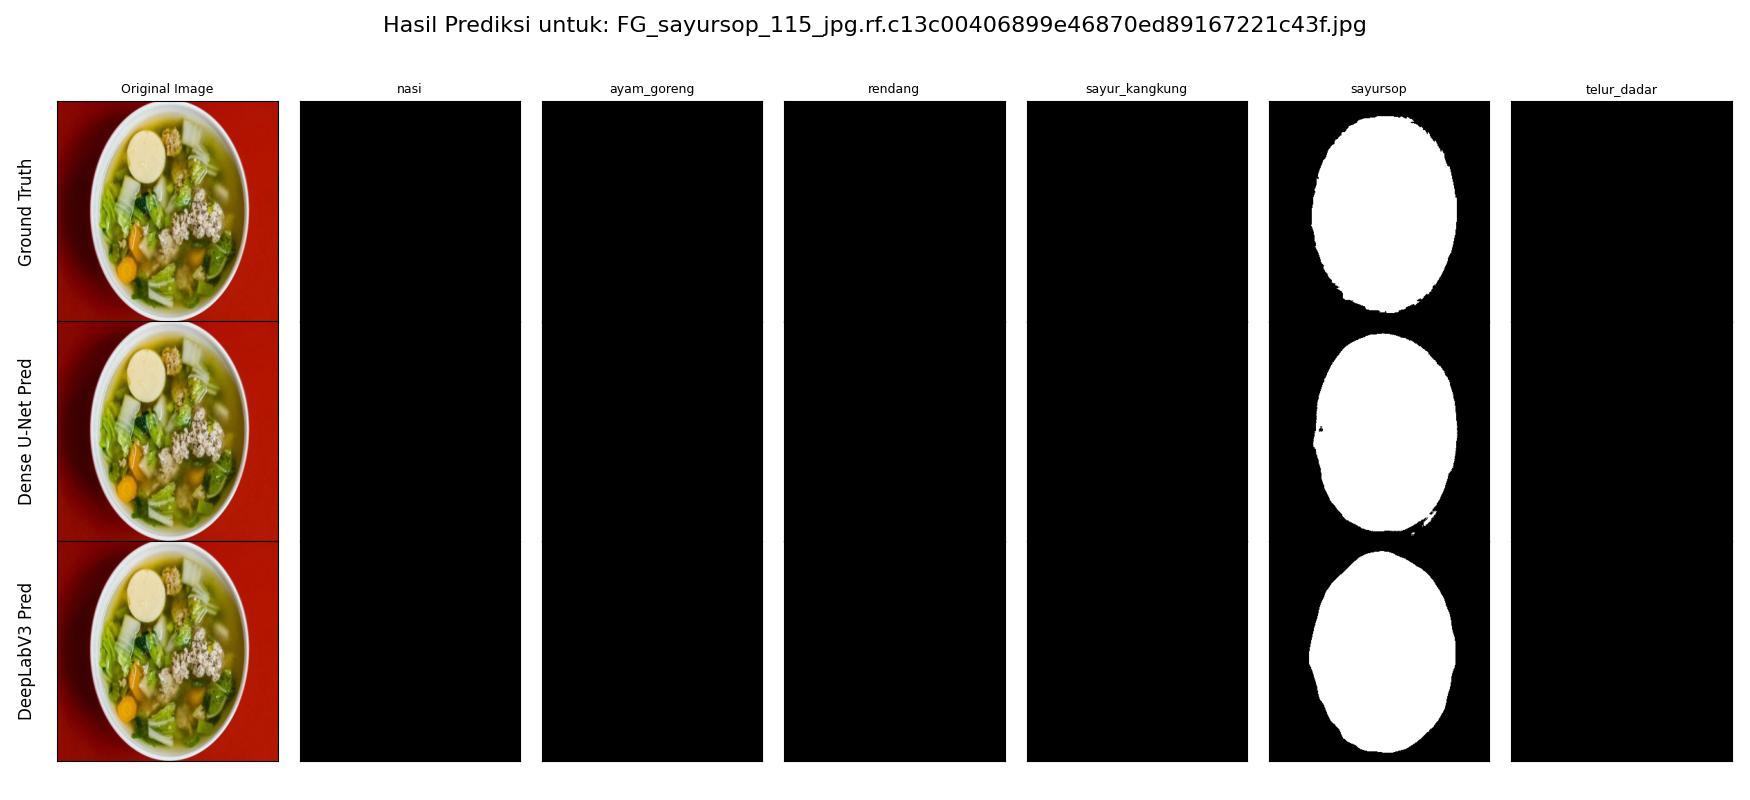 Hasil Prediksi untuk: FG_sayursop_115_jpg.rf.c13c00406899e46870ed89167221c43f.jpg
Original Image nasi ayam_goreng rendang sayur_kangkung sayursop telur_dadar
Ground Truth
Dense U-Net Pred
DeepLabV3 Pred